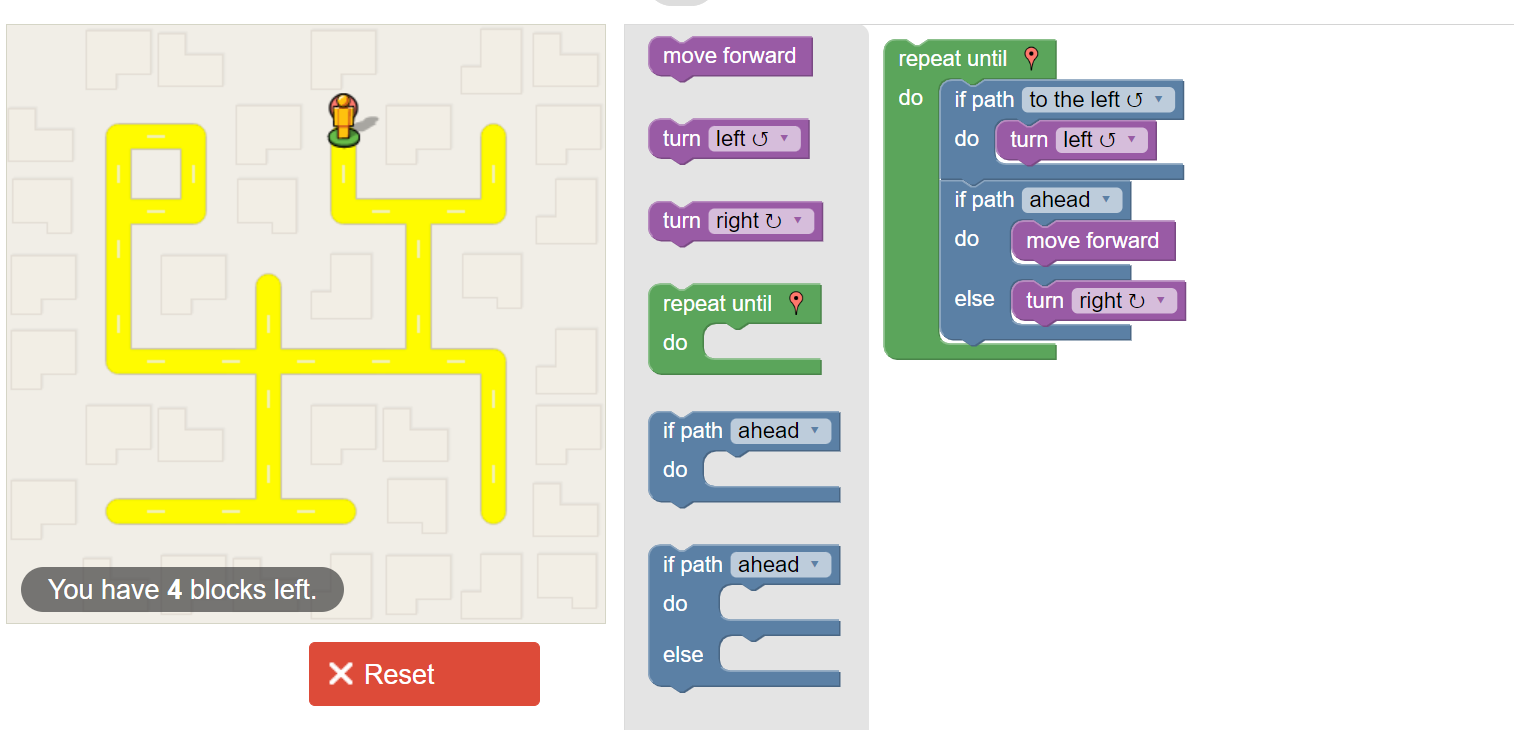 move forward
turn left ↺ ▼
turn right ↻ ▼
repeat until
do
if path ahead ▼
do
if path ahead ▼
do
else
repeat until
do
if path to the left ↺ ▼
do turn left ↺ ▼
if path ahead ▼
do move forward
else turn right ↻ ▼
You have 4 blocks left.
Reset